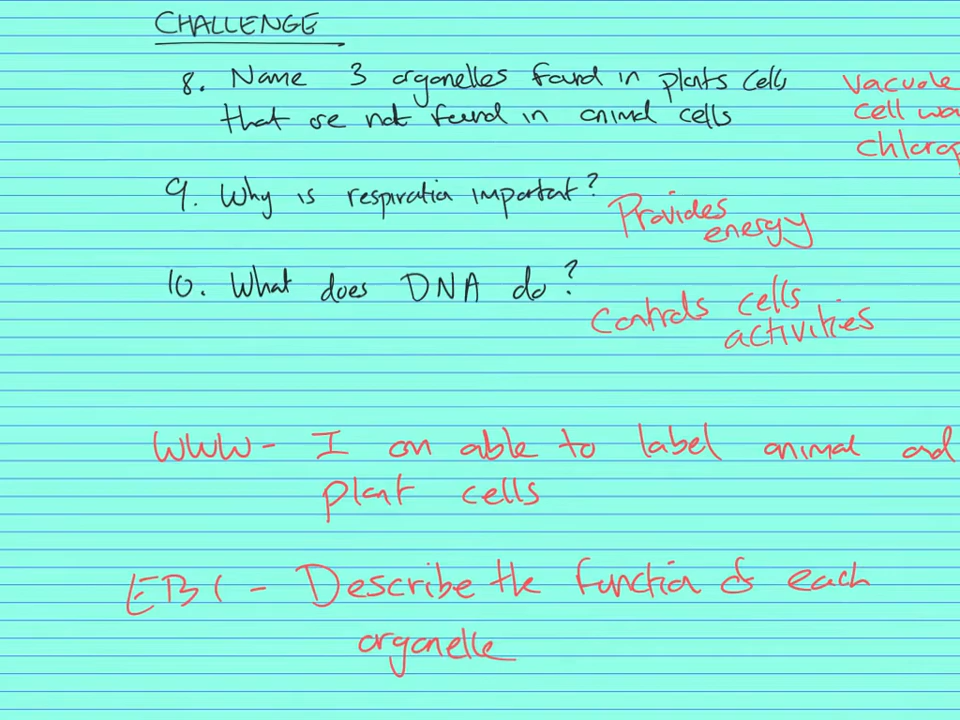 CHALLENGE
8. Name 3 organelles found in plants cells
that are not found in animal cells
Vacuole
cell wa
chlorop
9. Why is respiration important?
Provides
energy
10. What does DNA do?
Controls cells
activities
WWW - I am able to label animal and
plant cells
EBI - Describe the function of each
organelle